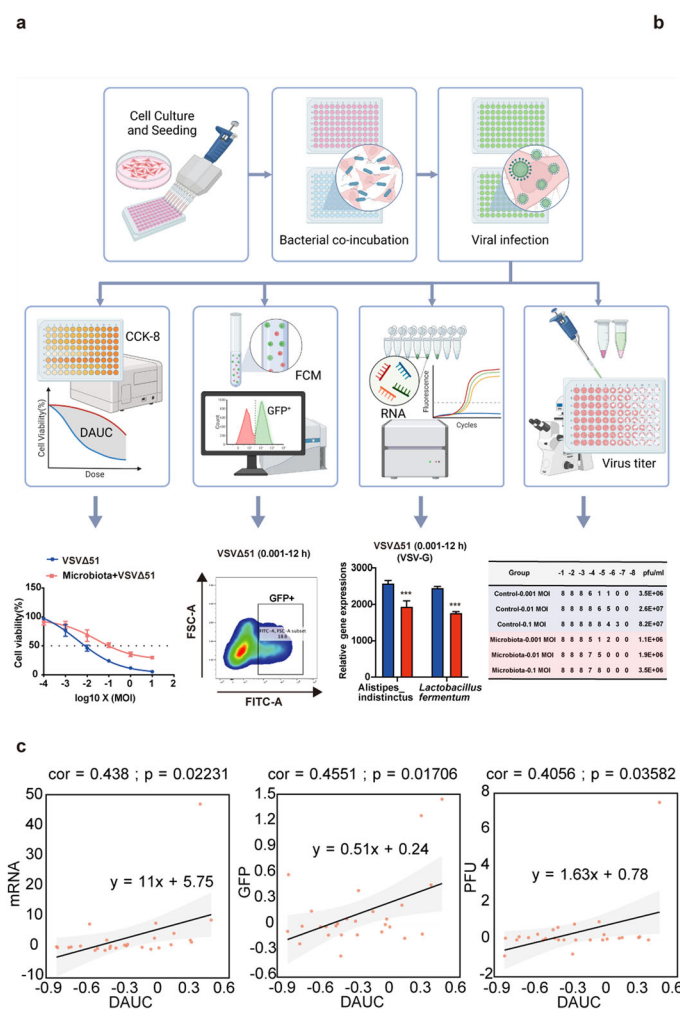 a
b
Cell Culture
and Seeding
Bacterial co-incubation
Viral infection
CCK-8
Cell Viability(%)
DAUC
Dose
FCM
GFP+
Count
RNA
Fluorescence
Cycles
Virus titer
VSVΔ51
Microbiota+VSVΔ51
Cell viability(%)
100
50
0
-4 -3 -2 -1 0 1 2
log10 X (MOI)
VSVΔ51 (0.001-12 h)
FSC-A
GFP+
FITC-A, FSC-A subset
FITC-A
VSVΔ51 (0.001-12 h)
(VSV-G)
Relative gene expressions
3000
2000
1000
0
***
***
Alistipes_
indistinctus
Lactobacillus
fermentum
Group -1 -2 -3 -4 -5 -6 -7 -8 pfu/ml
Control-0.001 MOI 8 8 8 6 1 1 0 0 3.5E+06
Control-0.01 MOI 8 8 8 8 6 5 0 0 2.6E+07
Control-0.1 MOI 8 8 8 8 8 4 3 0 8.2E+07
Microbiota-0.001 MOI 8 8 8 5 1 2 0 0 1.1E+06
Microbiota-0.01 MOI 8 8 8 7 5 0 0 0 1.9E+06
Microbiota-0.1 MOI 8 8 8 7 8 0 0 0 3.5E+06
c
cor = 0.438 ; p = 0.02231
mRNA
50
40
30
20
10
0
-10
y = 11x + 5.75
-0.9 -0.6 -0.3 0.0 0.3 0.6
DAUC
cor = 0.4551 ; p = 0.01706
GFP
1.5
1.2
0.9
0.6
0.3
0
-0.3
-0.6
y = 0.51x + 0.24
-0.9 -0.6 -0.3 0.0 0.3 0.6
DAUC
cor = 0.4056 ; p = 0.03582
PFU
8
6
4
2
0
-2
y = 1.63x + 0.78
-0.9 -0.6 -0.3 0.0 0.3 0.6
DAUC